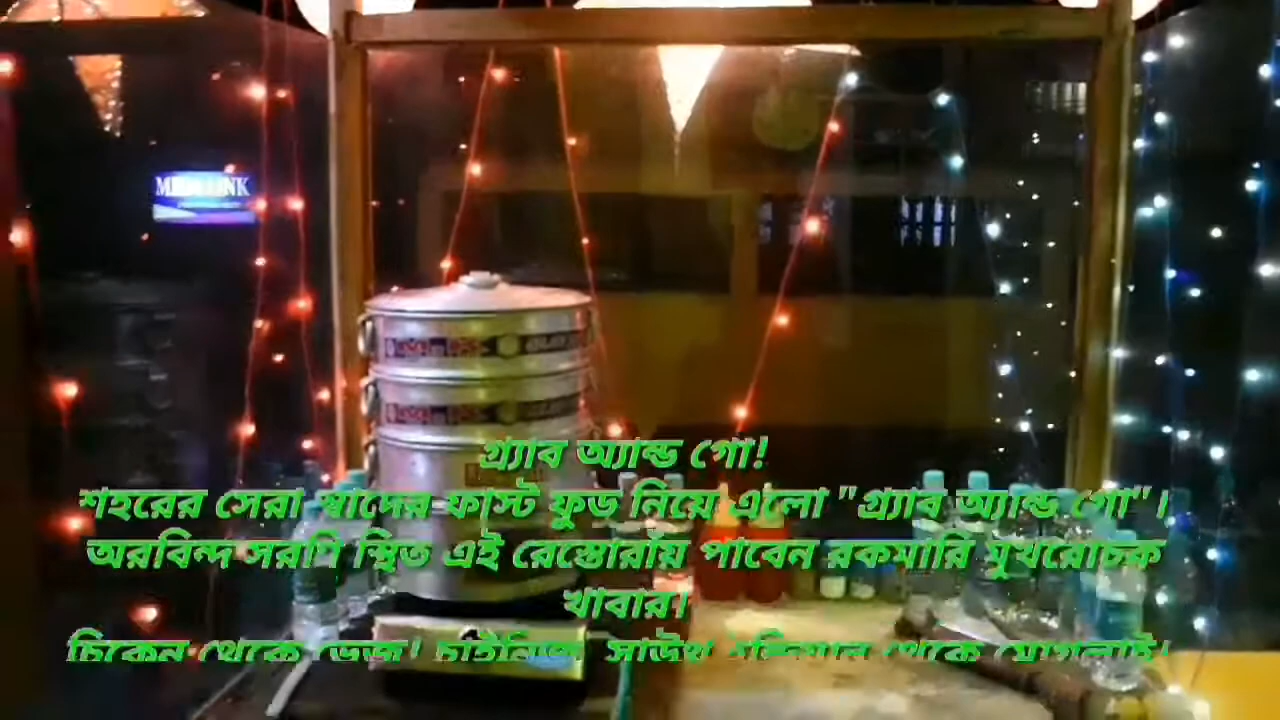 গ্র্যাব অ্যান্ড গো!
শহরের সেরা স্বাদের ফাস্ট ফুড নিয়ে এলো "গ্র্যাব অ্যান্ড গো"।
অরবিন্দ সরণি স্থিত এই রেস্তোরাঁয় পাবেন রকমারি মুখরোচক
খাবার।
চিকেন থেকে ভেজ। চাইনিজ, সাউথ ইন্ডিয়ান থেকে মোগলাই।